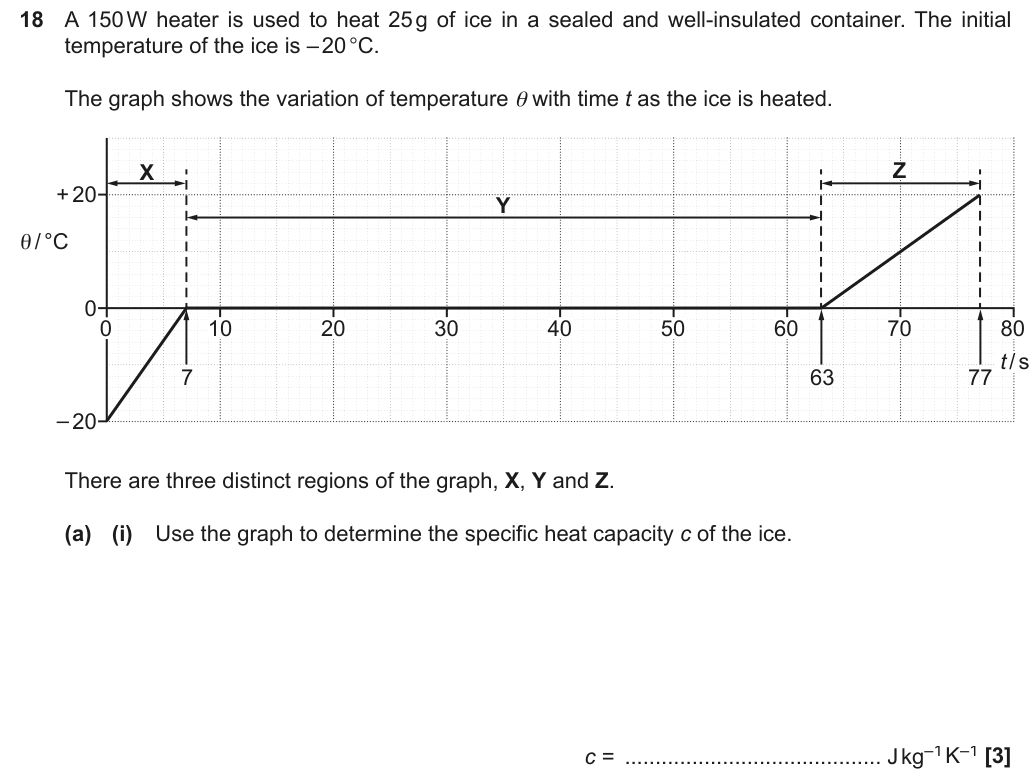 18 A 150 W heater is used to heat 25 g of ice in a sealed and well-insulated container. The initial
temperature of the ice is −20 °C.
The graph shows the variation of temperature θ with time t as the ice is heated.
X
Z
+20
Y
θ / °C
0
0 10 20 30 40 50 60 70 80
t / s
7 63 77
−20
There are three distinct regions of the graph, X, Y and Z.
(a) (i) Use the graph to determine the specific heat capacity c of the ice.
c = .......................................... J kg⁻¹ K⁻¹ [3]